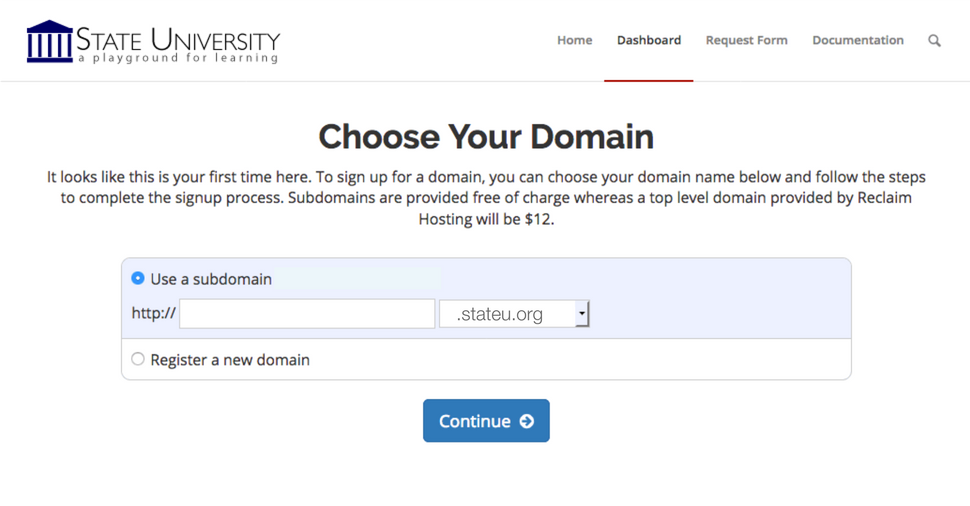 STATE UNIVERSITY
a playground for learning
Home
Dashboard
Request Form
Documentation
Choose Your Domain
It looks like this is your first time here. To sign up for a domain, you can choose your domain name below and follow the steps
to complete the signup process. Subdomains are provided free of charge whereas a top level domain provided by Reclaim
Hosting will be $12.
Use a subdomain
http://
.stateu.org
Register a new domain
Continue